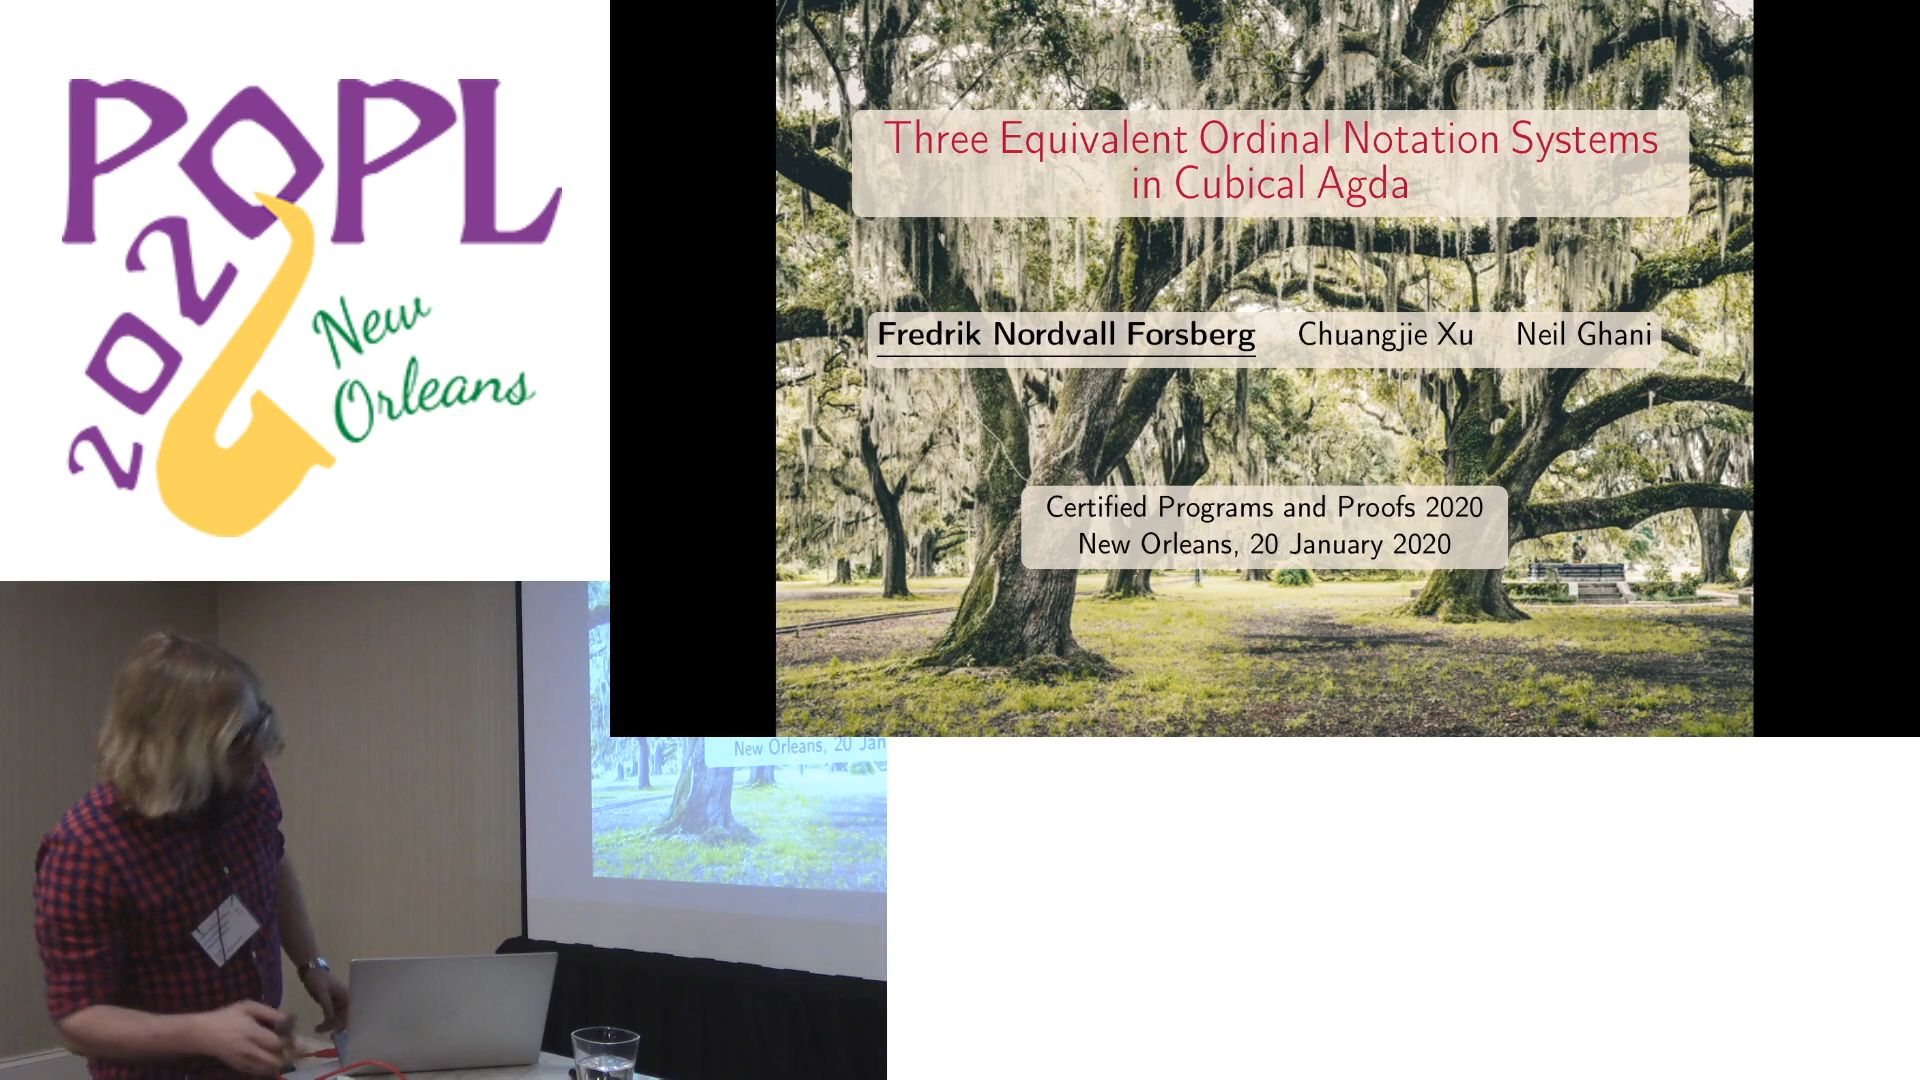 POPL
2020
New
Orleans
Three Equivalent Ordinal Notation Systems
in Cubical Agda
Fredrik Nordvall Forsberg Chuangjie Xu Neil Ghani
Certified Programs and Proofs 2020
New Orleans, 20 January 2020
New Orleans, 20 Jan